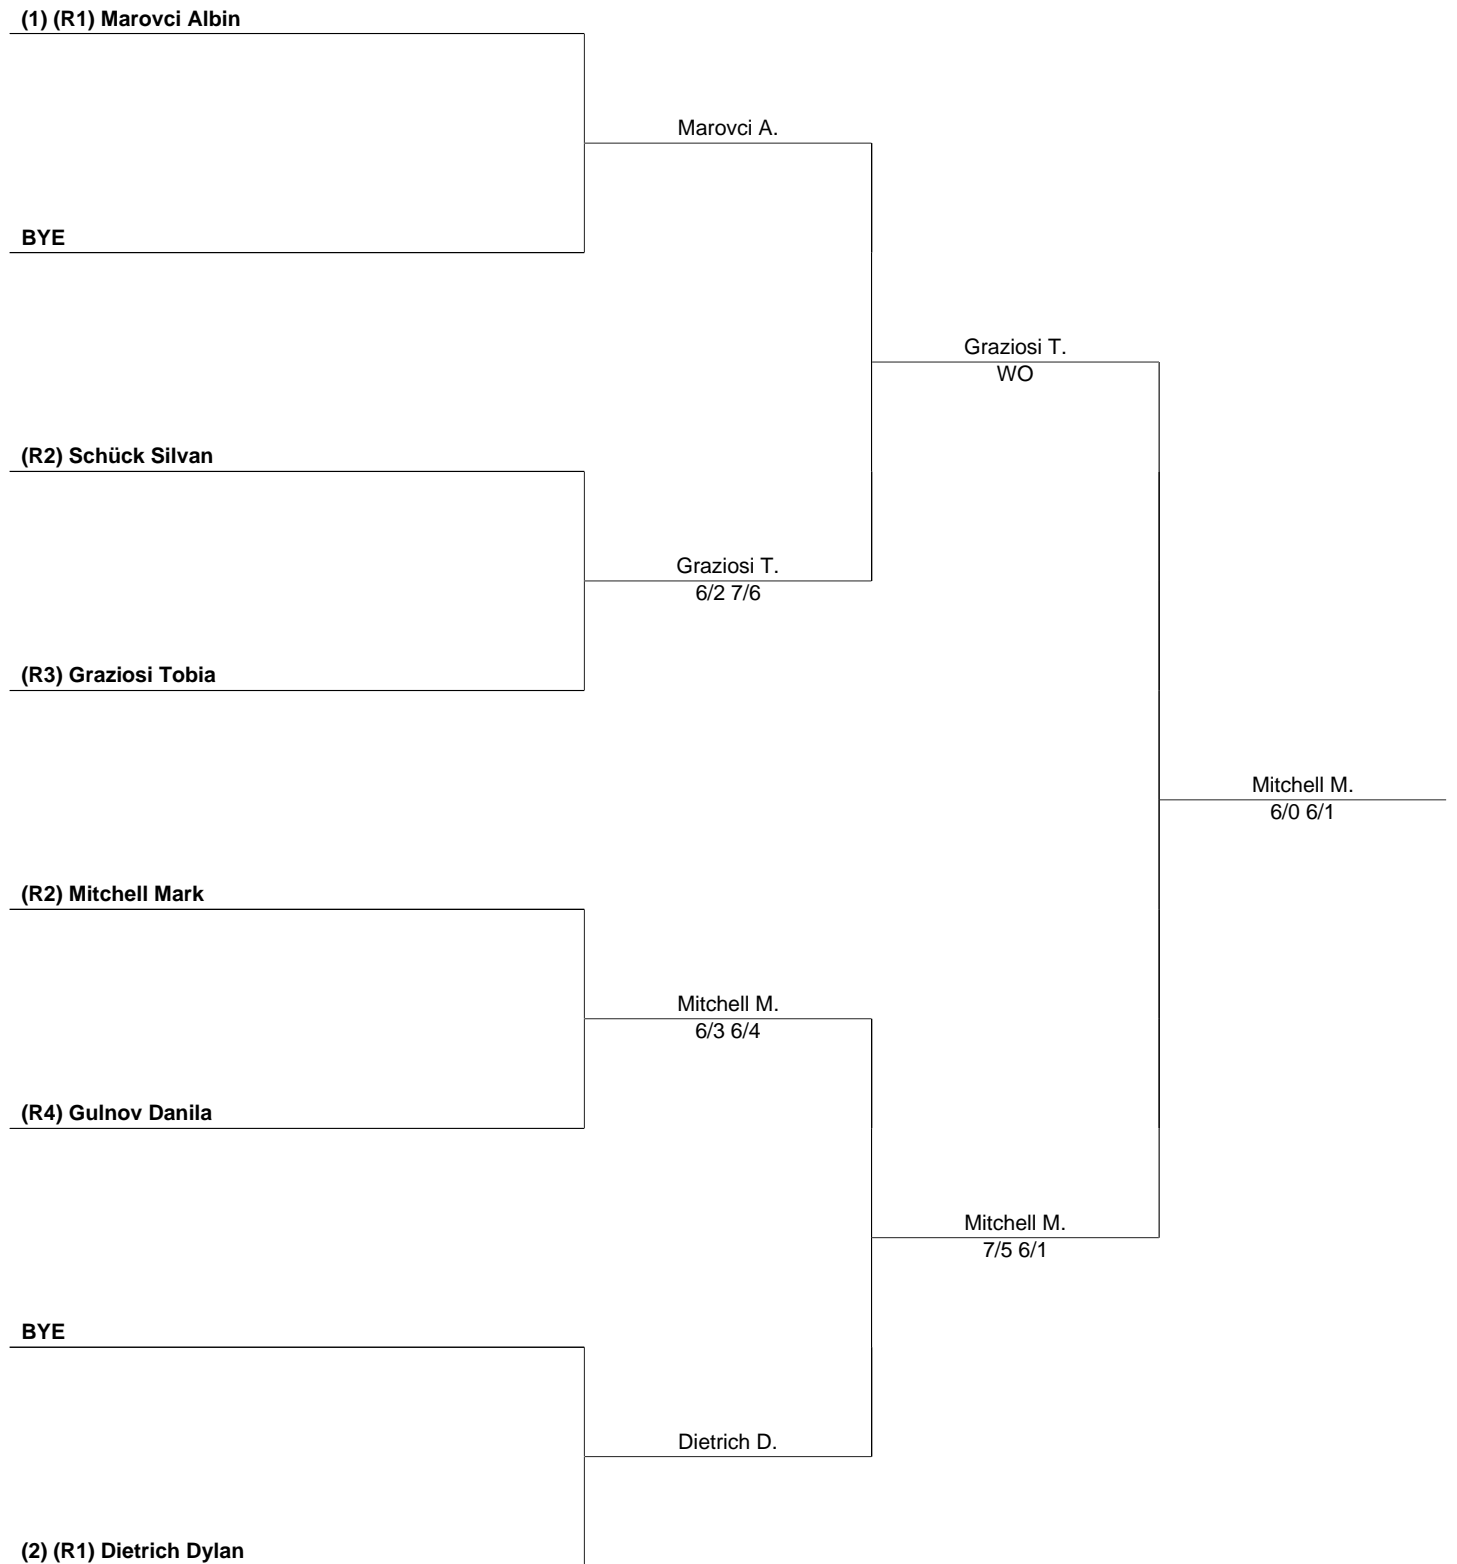 (1) (R1) Marovci Albin
Marovci A.
BYE
Graziosi T.
WO
(R2) Schück Silvan
Graziosi T.
6/2 7/6
(R3) Graziosi Tobia
Mitchell M.
6/0 6/1
(R2) Mitchell Mark
Mitchell M.
6/3 6/4
(R4) Gulnov Danila
Mitchell M.
7/5 6/1
BYE
Dietrich D.
(2) (R1) Dietrich Dylan